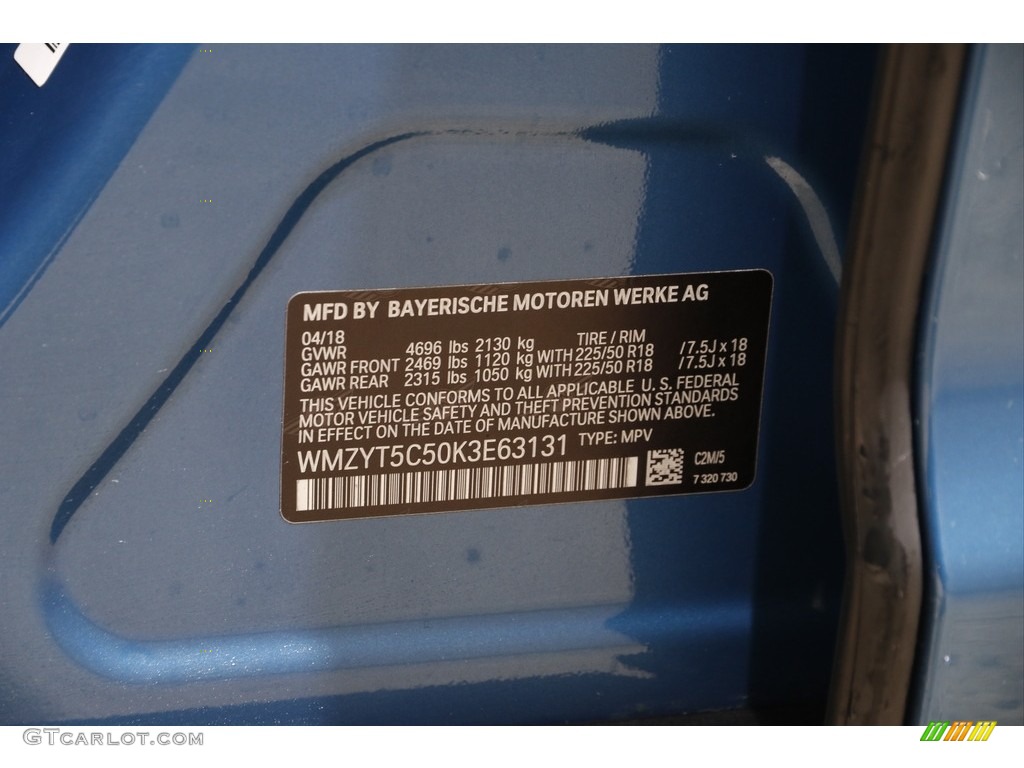 MFD BY BAYERISCHE MOTOREN WERKE AG
04/18 TIRE / RIM
GVWR 4696 lbs 2130 kg
GAWR FRONT 2469 lbs 1120 kg WITH 225/50 R18 / 7.5J x 18
GAWR REAR 2315 lbs 1050 kg WITH 225/50 R18 / 7.5J x 18
THIS VEHICLE CONFORMS TO ALL APPLICABLE U. S. FEDERAL
MOTOR VEHICLE SAFETY AND THEFT PREVENTION STANDARDS
IN EFFECT ON THE DATE OF MANUFACTURE SHOWN ABOVE.
WMZYT5C50K3E63131 TYPE: MPV
C2M/5
7 320 730
GTcarlot.com